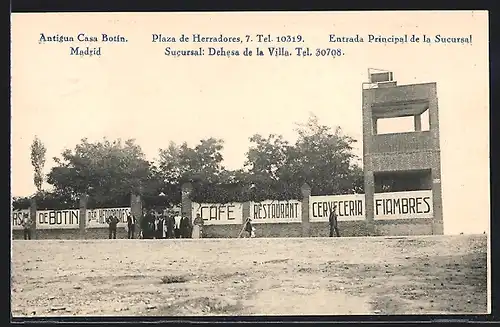 Antigua Casa Botín. Plaza de Herradores, 7. Tel. 10319. Entrada Principal de la Sucursal
Madrid Sucursal: Dehesa de la Villa. Tel. 30708.
DE BOTIN CAFE RESTAURANT CERVECERIA FIAMBRES